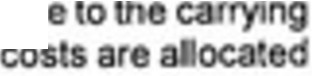 e to the carrying
costs are allocated